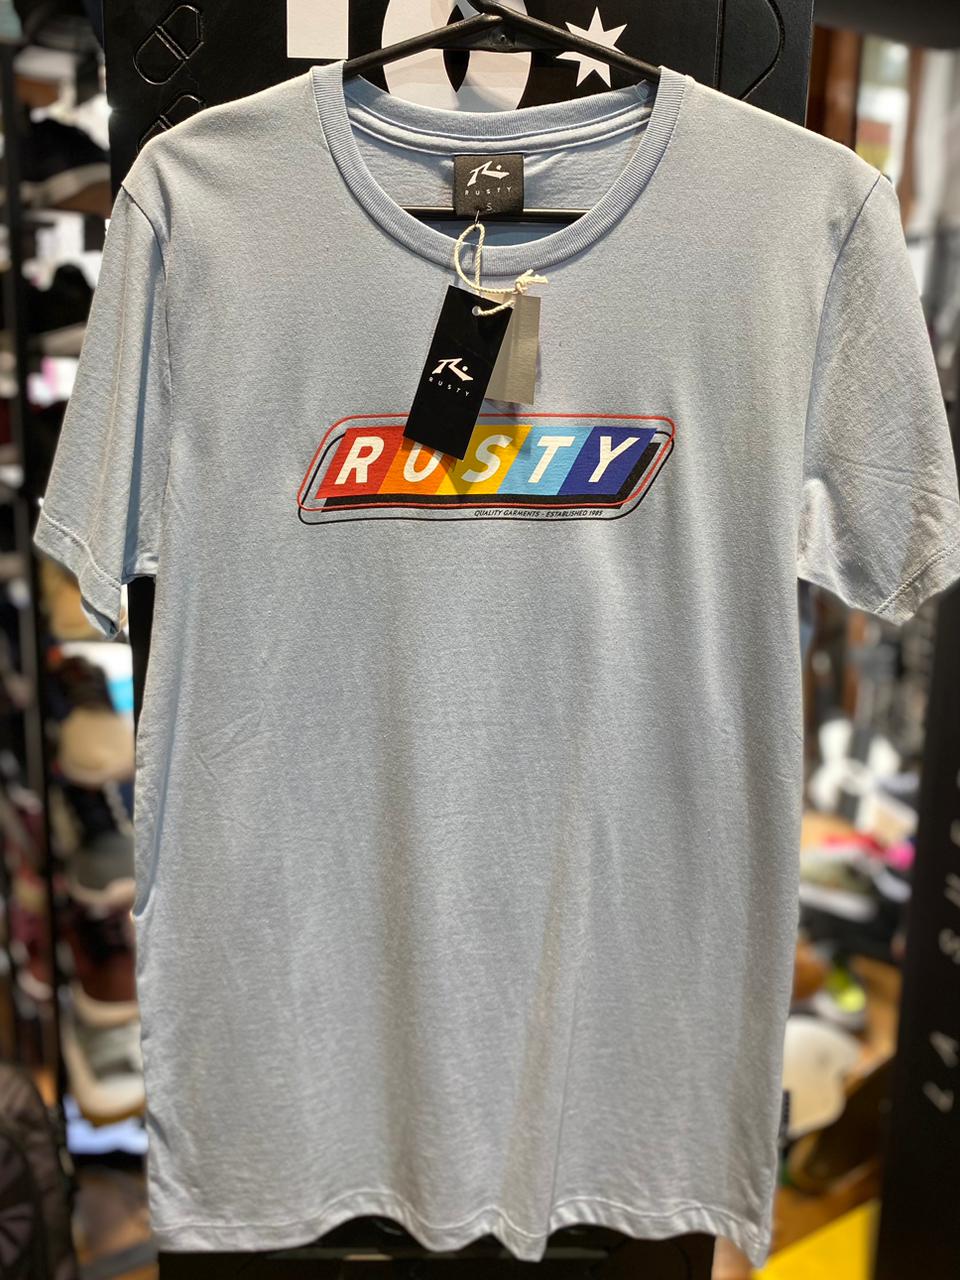 RUSTY
S
RUSTY
RUSTY
QUALITY GARMENTS - ESTABLISHED 1985